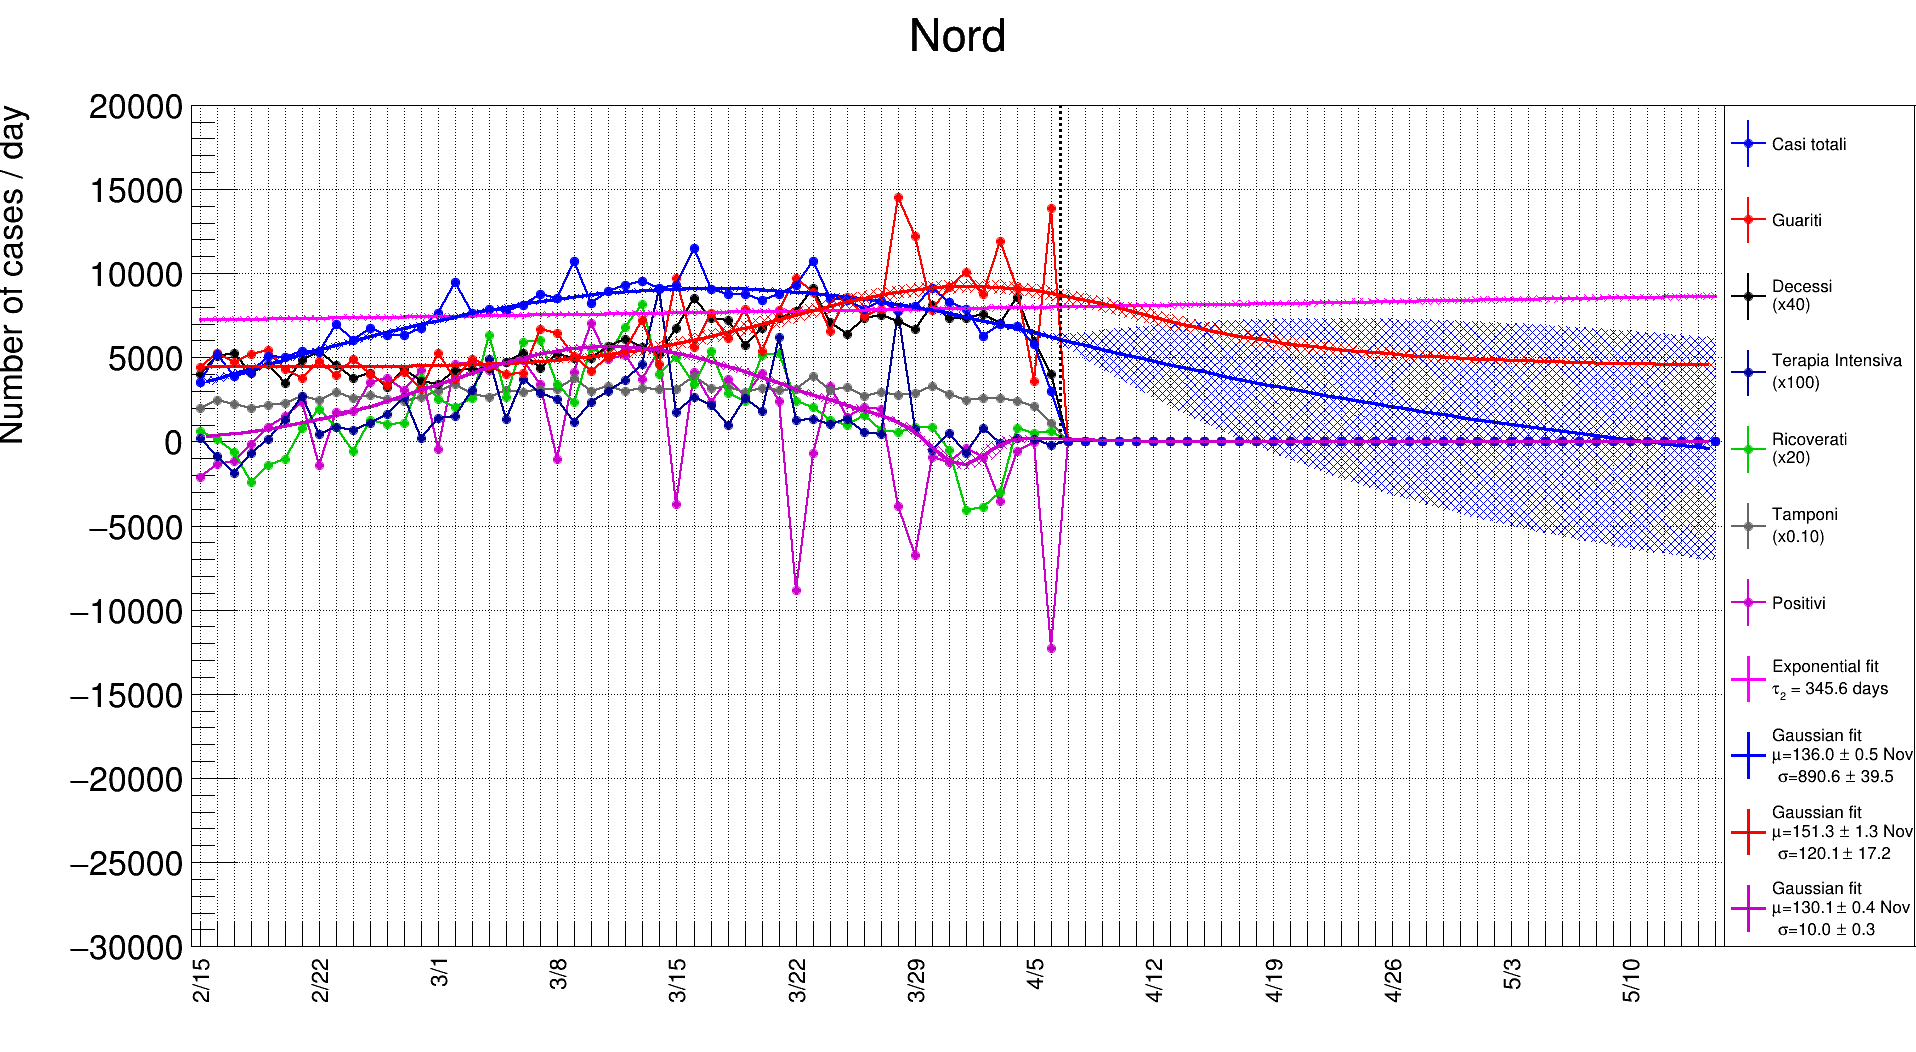 Nord
Number of cases / day
20000
15000
10000
5000
0
−5000
−10000
−15000
−20000
−25000
−30000
2/15
2/22
3/1
3/8
3/15
3/22
3/29
4/5
4/12
4/19
4/26
5/3
5/10
Casi totali
Guariti
Decessi
(x40)
Terapia Intensiva
(x100)
Ricoverati
(x20)
Tamponi
(x0.10)
Positivi
Exponential fit
τ2 = 345.6 days
Gaussian fit
μ=136.0 ± 0.5 Nov
σ=890.6 ± 39.5
Gaussian fit
μ=151.3 ± 1.3 Nov
σ=120.1 ± 17.2
Gaussian fit
μ=130.1 ± 0.4 Nov
σ=10.0 ± 0.3